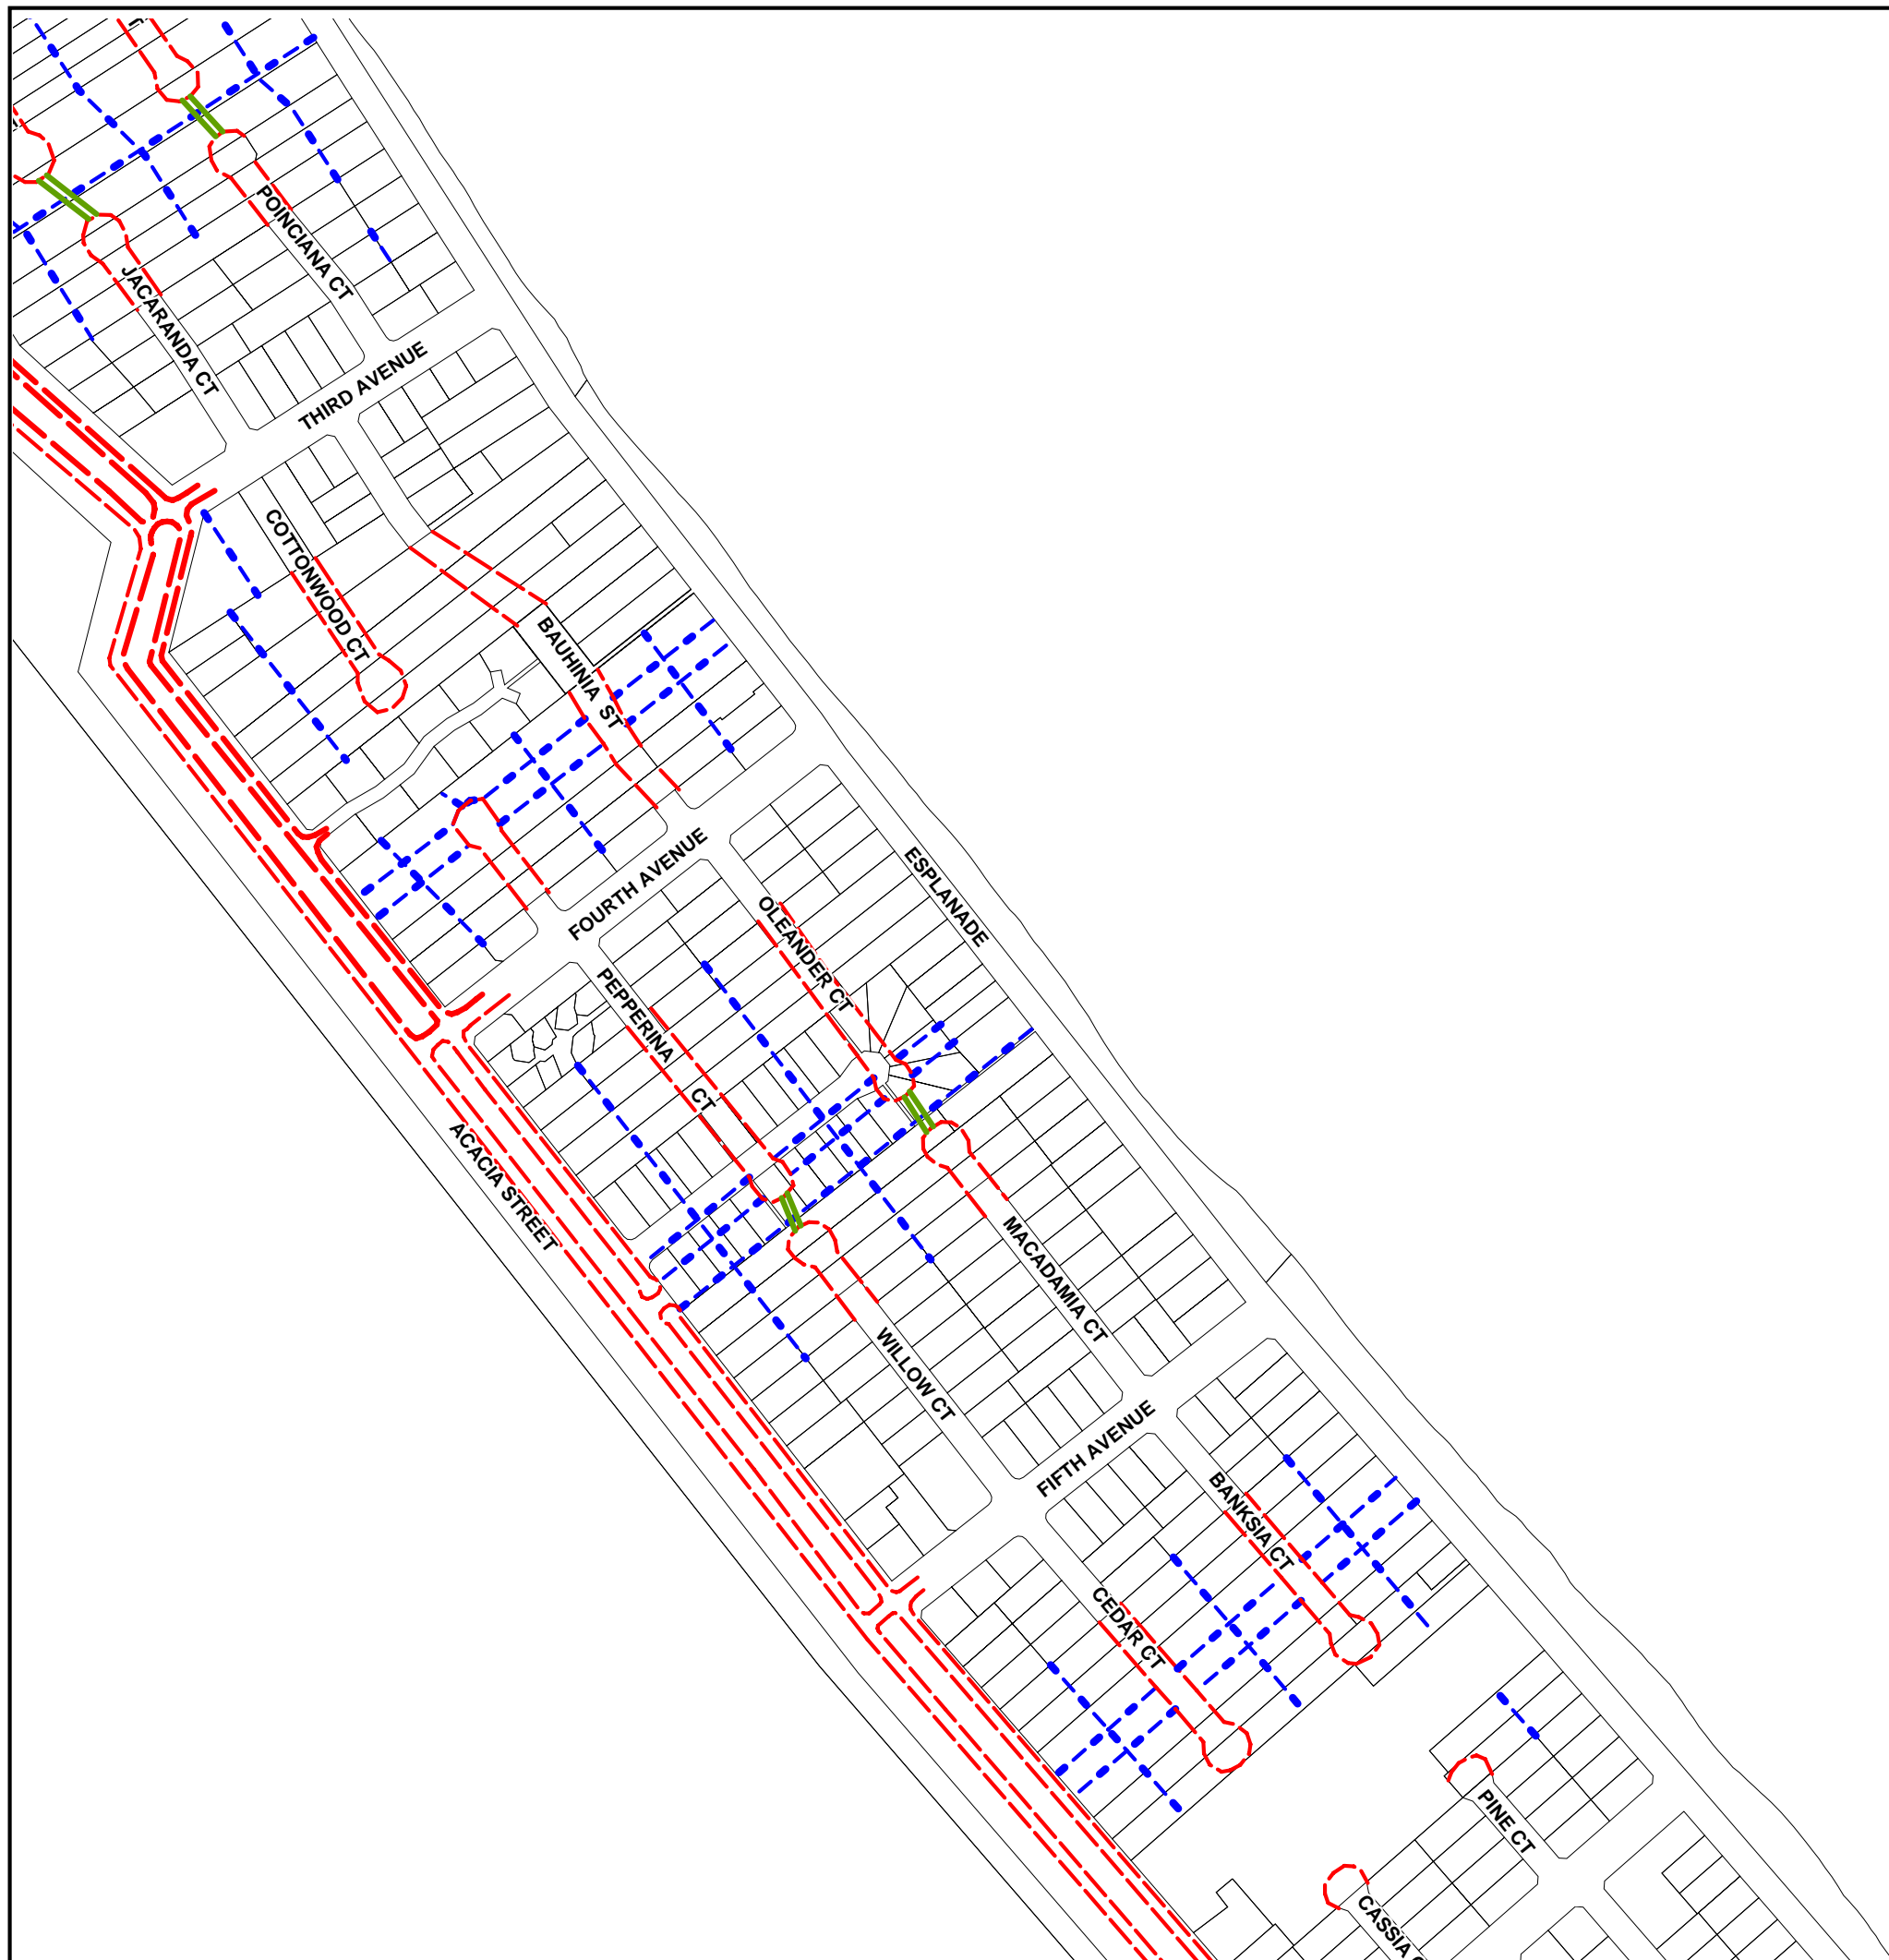 POINCIANA CT
JACARANDA CT
THIRD AVENUE
COTTONWOOD CT
BAUHINIA ST
FOURTH AVENUE
ESPLANADE
OLEANDER CT
PEPPERINA CT
ACACIA STREET
MACADAMIA CT
WILLOW CT
FIFTH AVENUE
BANKSIA CT
CEDAR CT
PINE CT
CASSIA